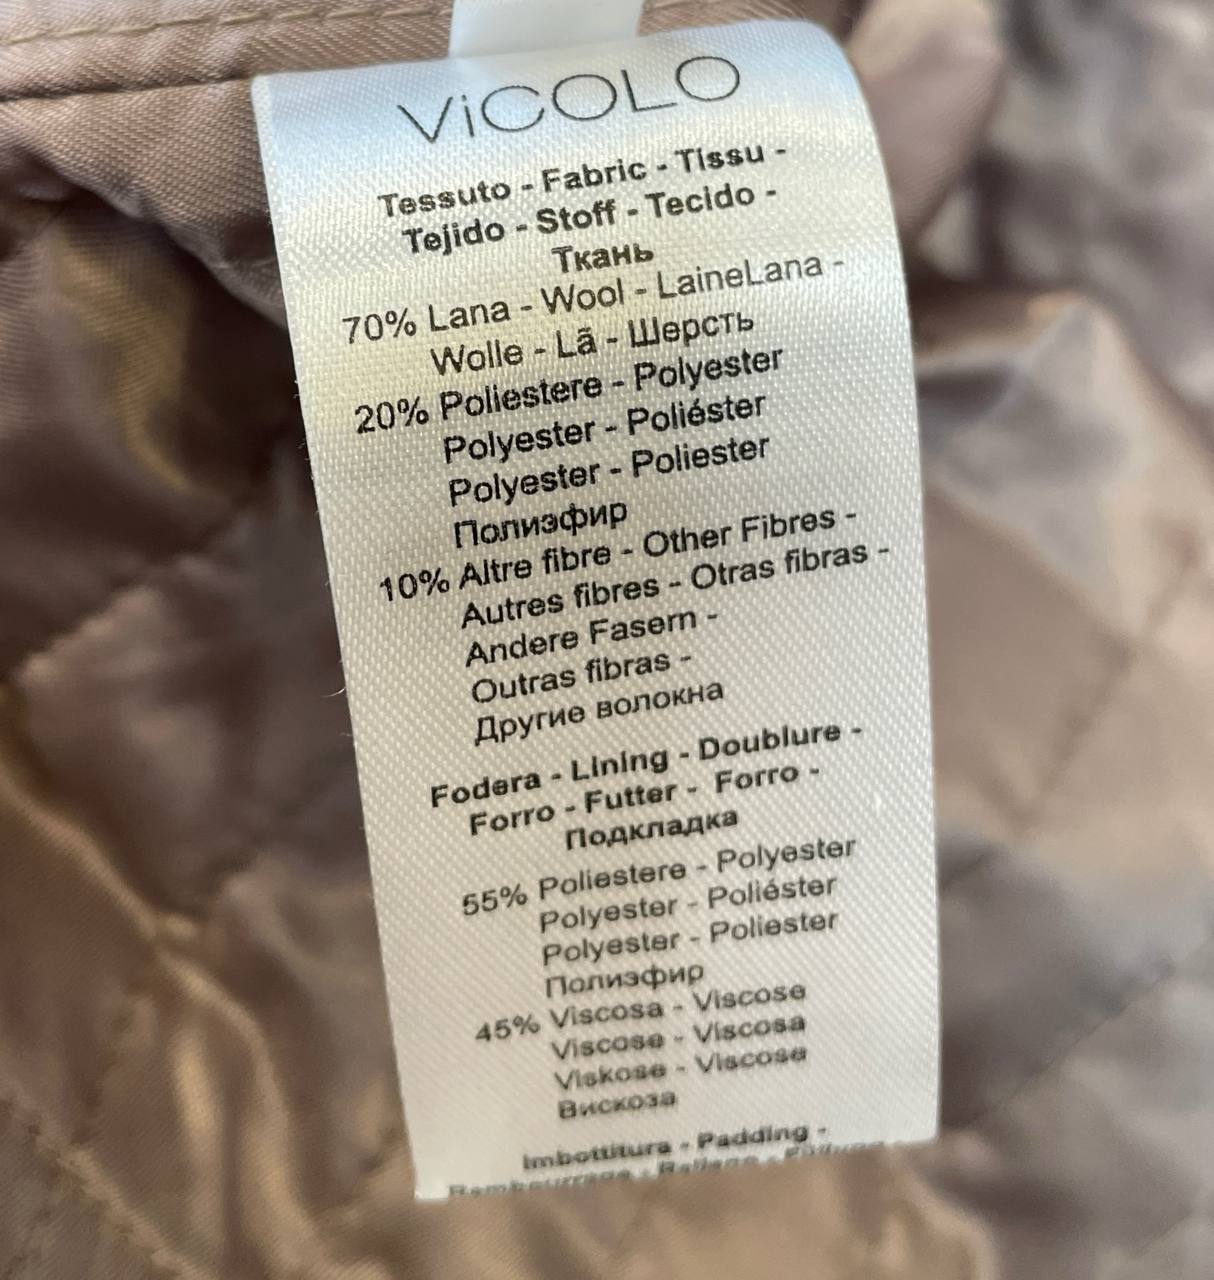 ViCOLO
Tessuto - Fabric - Tissu -
Tejido - Stoff - Tecido -
Ткань
70% Lana - Wool - LaineLana -
Wolle - Lã - Шерсть
20% Poliestere - Polyester
Polyester - Poliéster
Polyester - Poliester
Полиэфир
10% Altre fibre - Other Fibres -
Autres fibres - Otras fibras -
Andere Fasern -
Outras fibras -
Другие волокна
Fodera - Lining - Doublure -
Forro - Futter - Forro -
Подкладка
55% Poliestere - Polyester
Polyester - Poliéster
Polyester - Poliester
Полиэфир
45% Viscosa - Viscose
Viscose - Viscosa
Viskose - Viscose
Вискоза
Imbottitura - Padding -